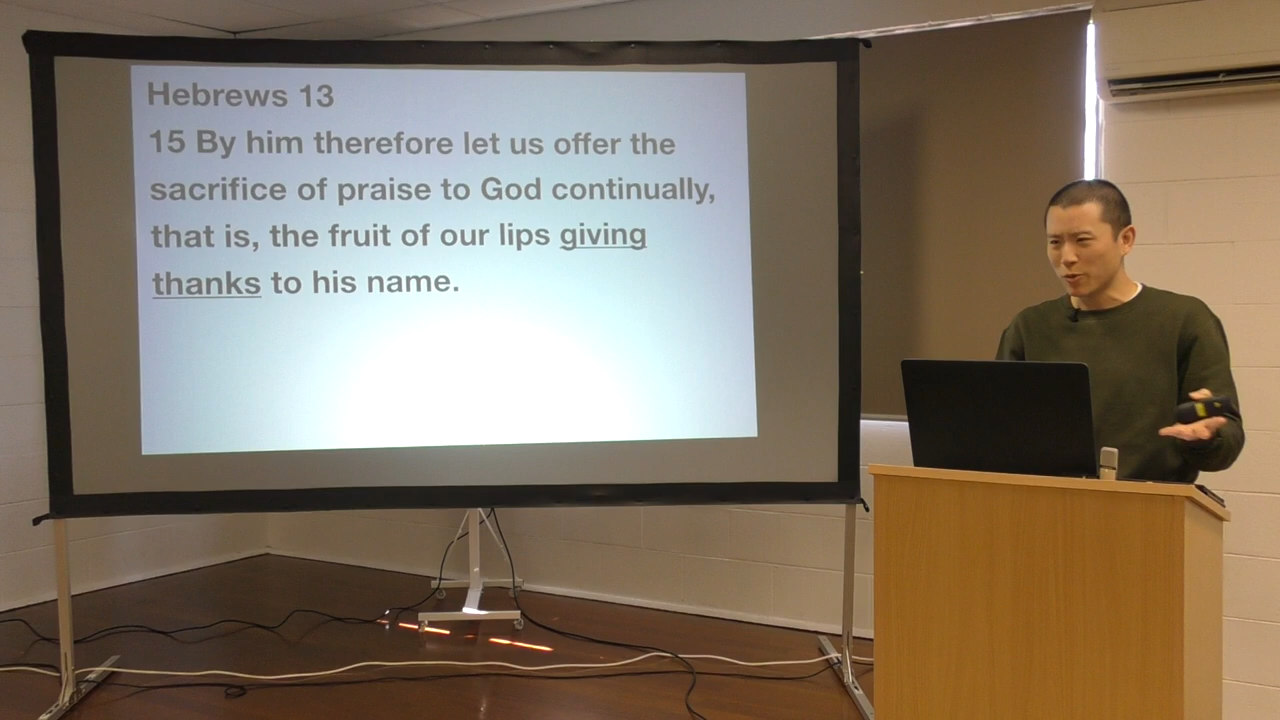 Hebrews 13
15 By him therefore let us offer the
sacrifice of praise to God continually,
that is, the fruit of our lips giving
thanks to his name.